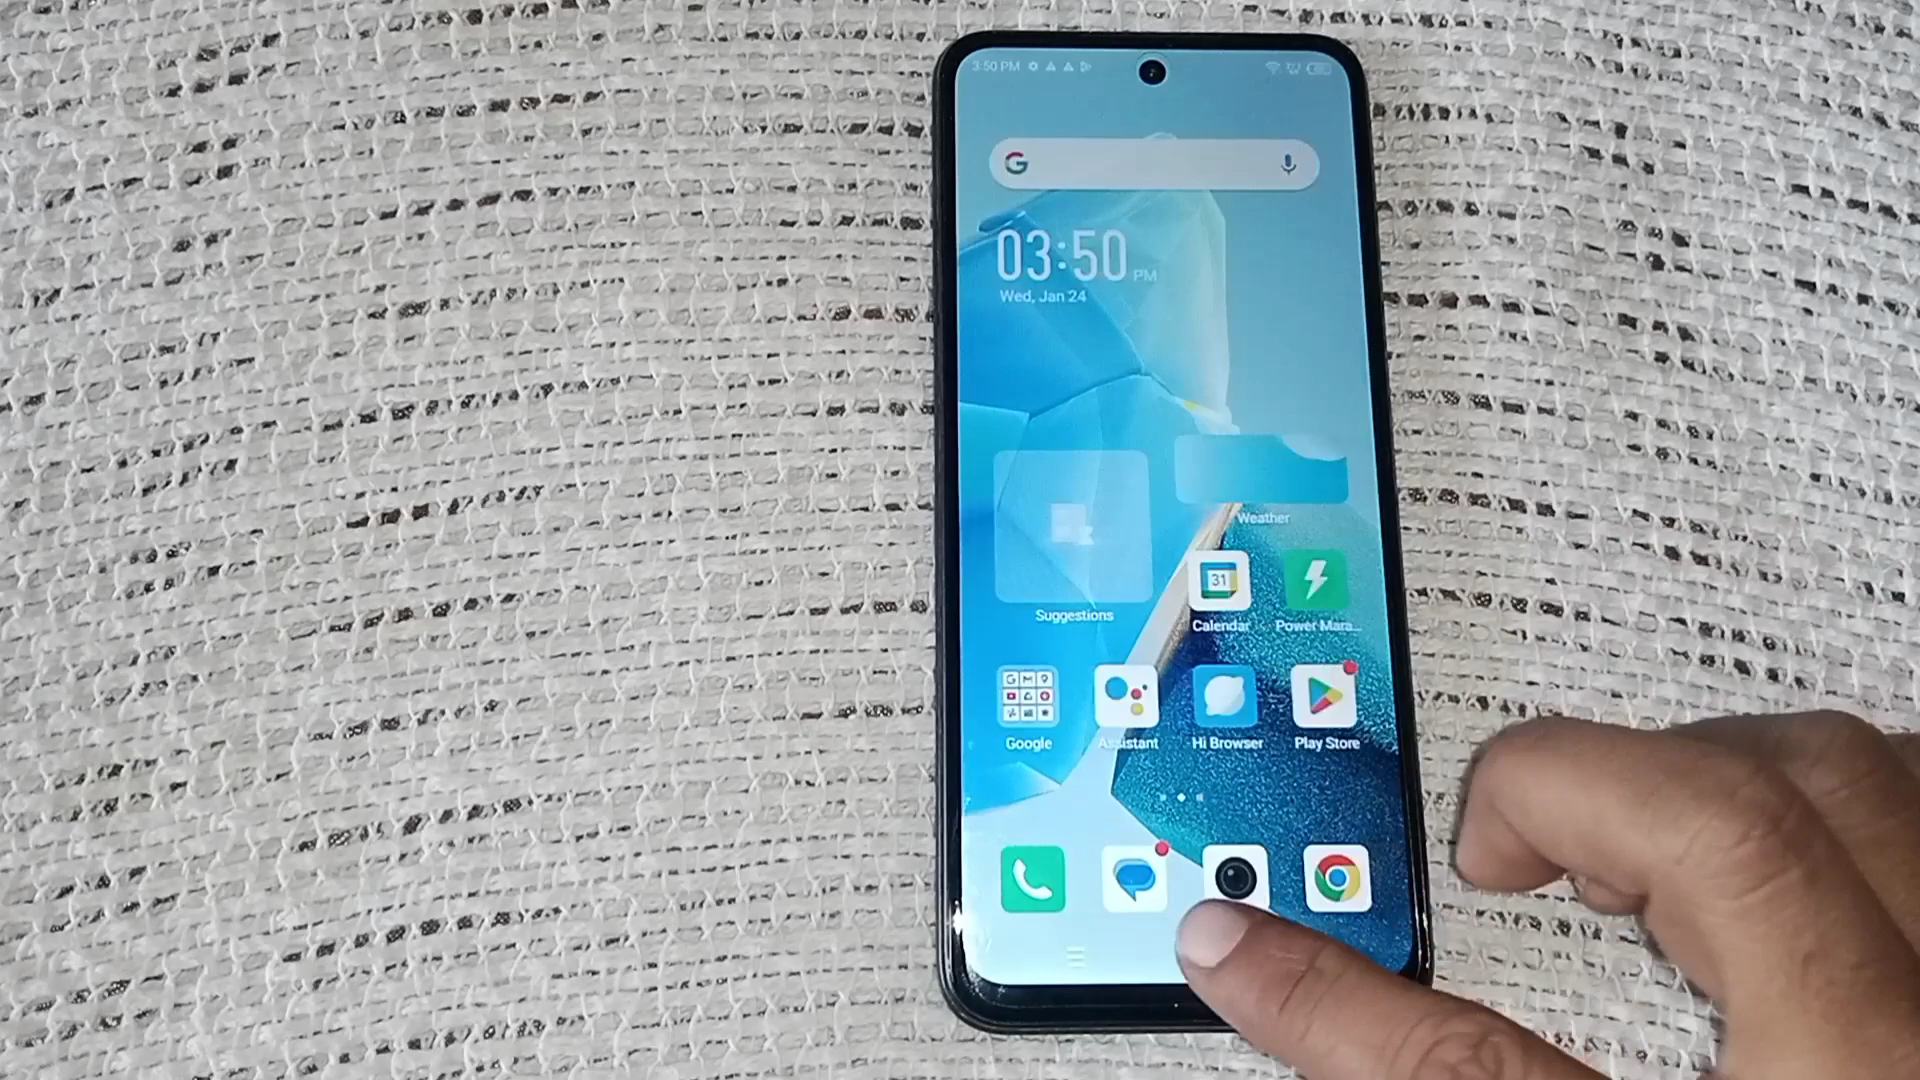 3:50 PM
03:50 PM
Wed, Jan 24
Weather
31
Suggestions
Calendar
Power Mara...
Google
Assistant
Hi Browser
Play Store